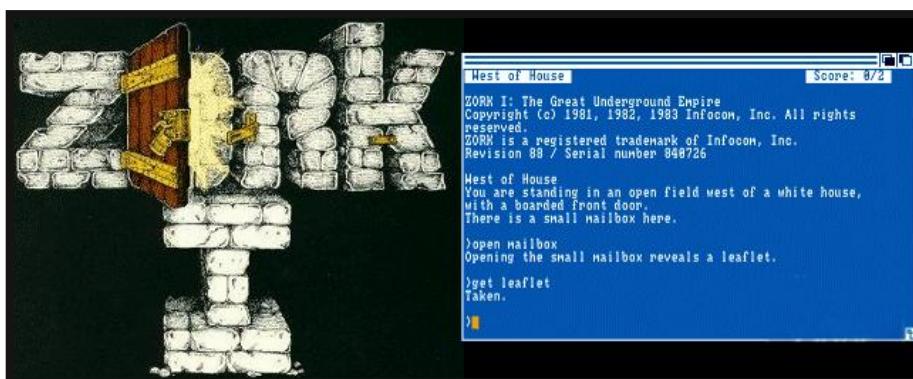 ZORK
I
West of House Score: 0/2
ZORK I: The Great Underground Empire
Copyright (c) 1981, 1982, 1983 Infocom, Inc. All rights
reserved.
ZORK is a registered trademark of Infocom, Inc.
Revision 88 / Serial number 840726
West of House
You are standing in an open field west of a white house,
with a boarded front door.
There is a small mailbox here.
>open mailbox
Opening the small mailbox reveals a leaflet.
>get leaflet
Taken.
>